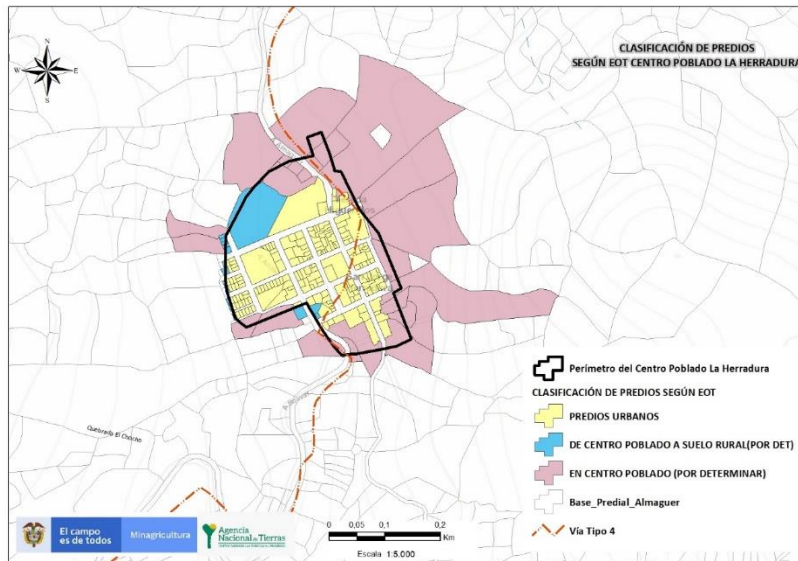 CLASIFICACIÓN DE PREDIOS
SEGÚN EOT CENTRO POBLADO LA HERRADURA
N
W
E
S
Quebrada El Chocho
Perímetro del Centro Poblado La Herradura
CLASIFICACIÓN DE PREDIOS SEGÚN EOT
PREDIOS URBANOS
DE CENTRO POBLADO A SUELO RURAL(POR DET)
EN CENTRO POBLADO (POR DETERMINAR)
Base_Predial_Almaguer
Vía Tipo 4
El campo
es de todos
Minagricultura
Agencia
Nacional de Tierras
0 0,05 0,1 0,2
Km
Escala 1:5.000